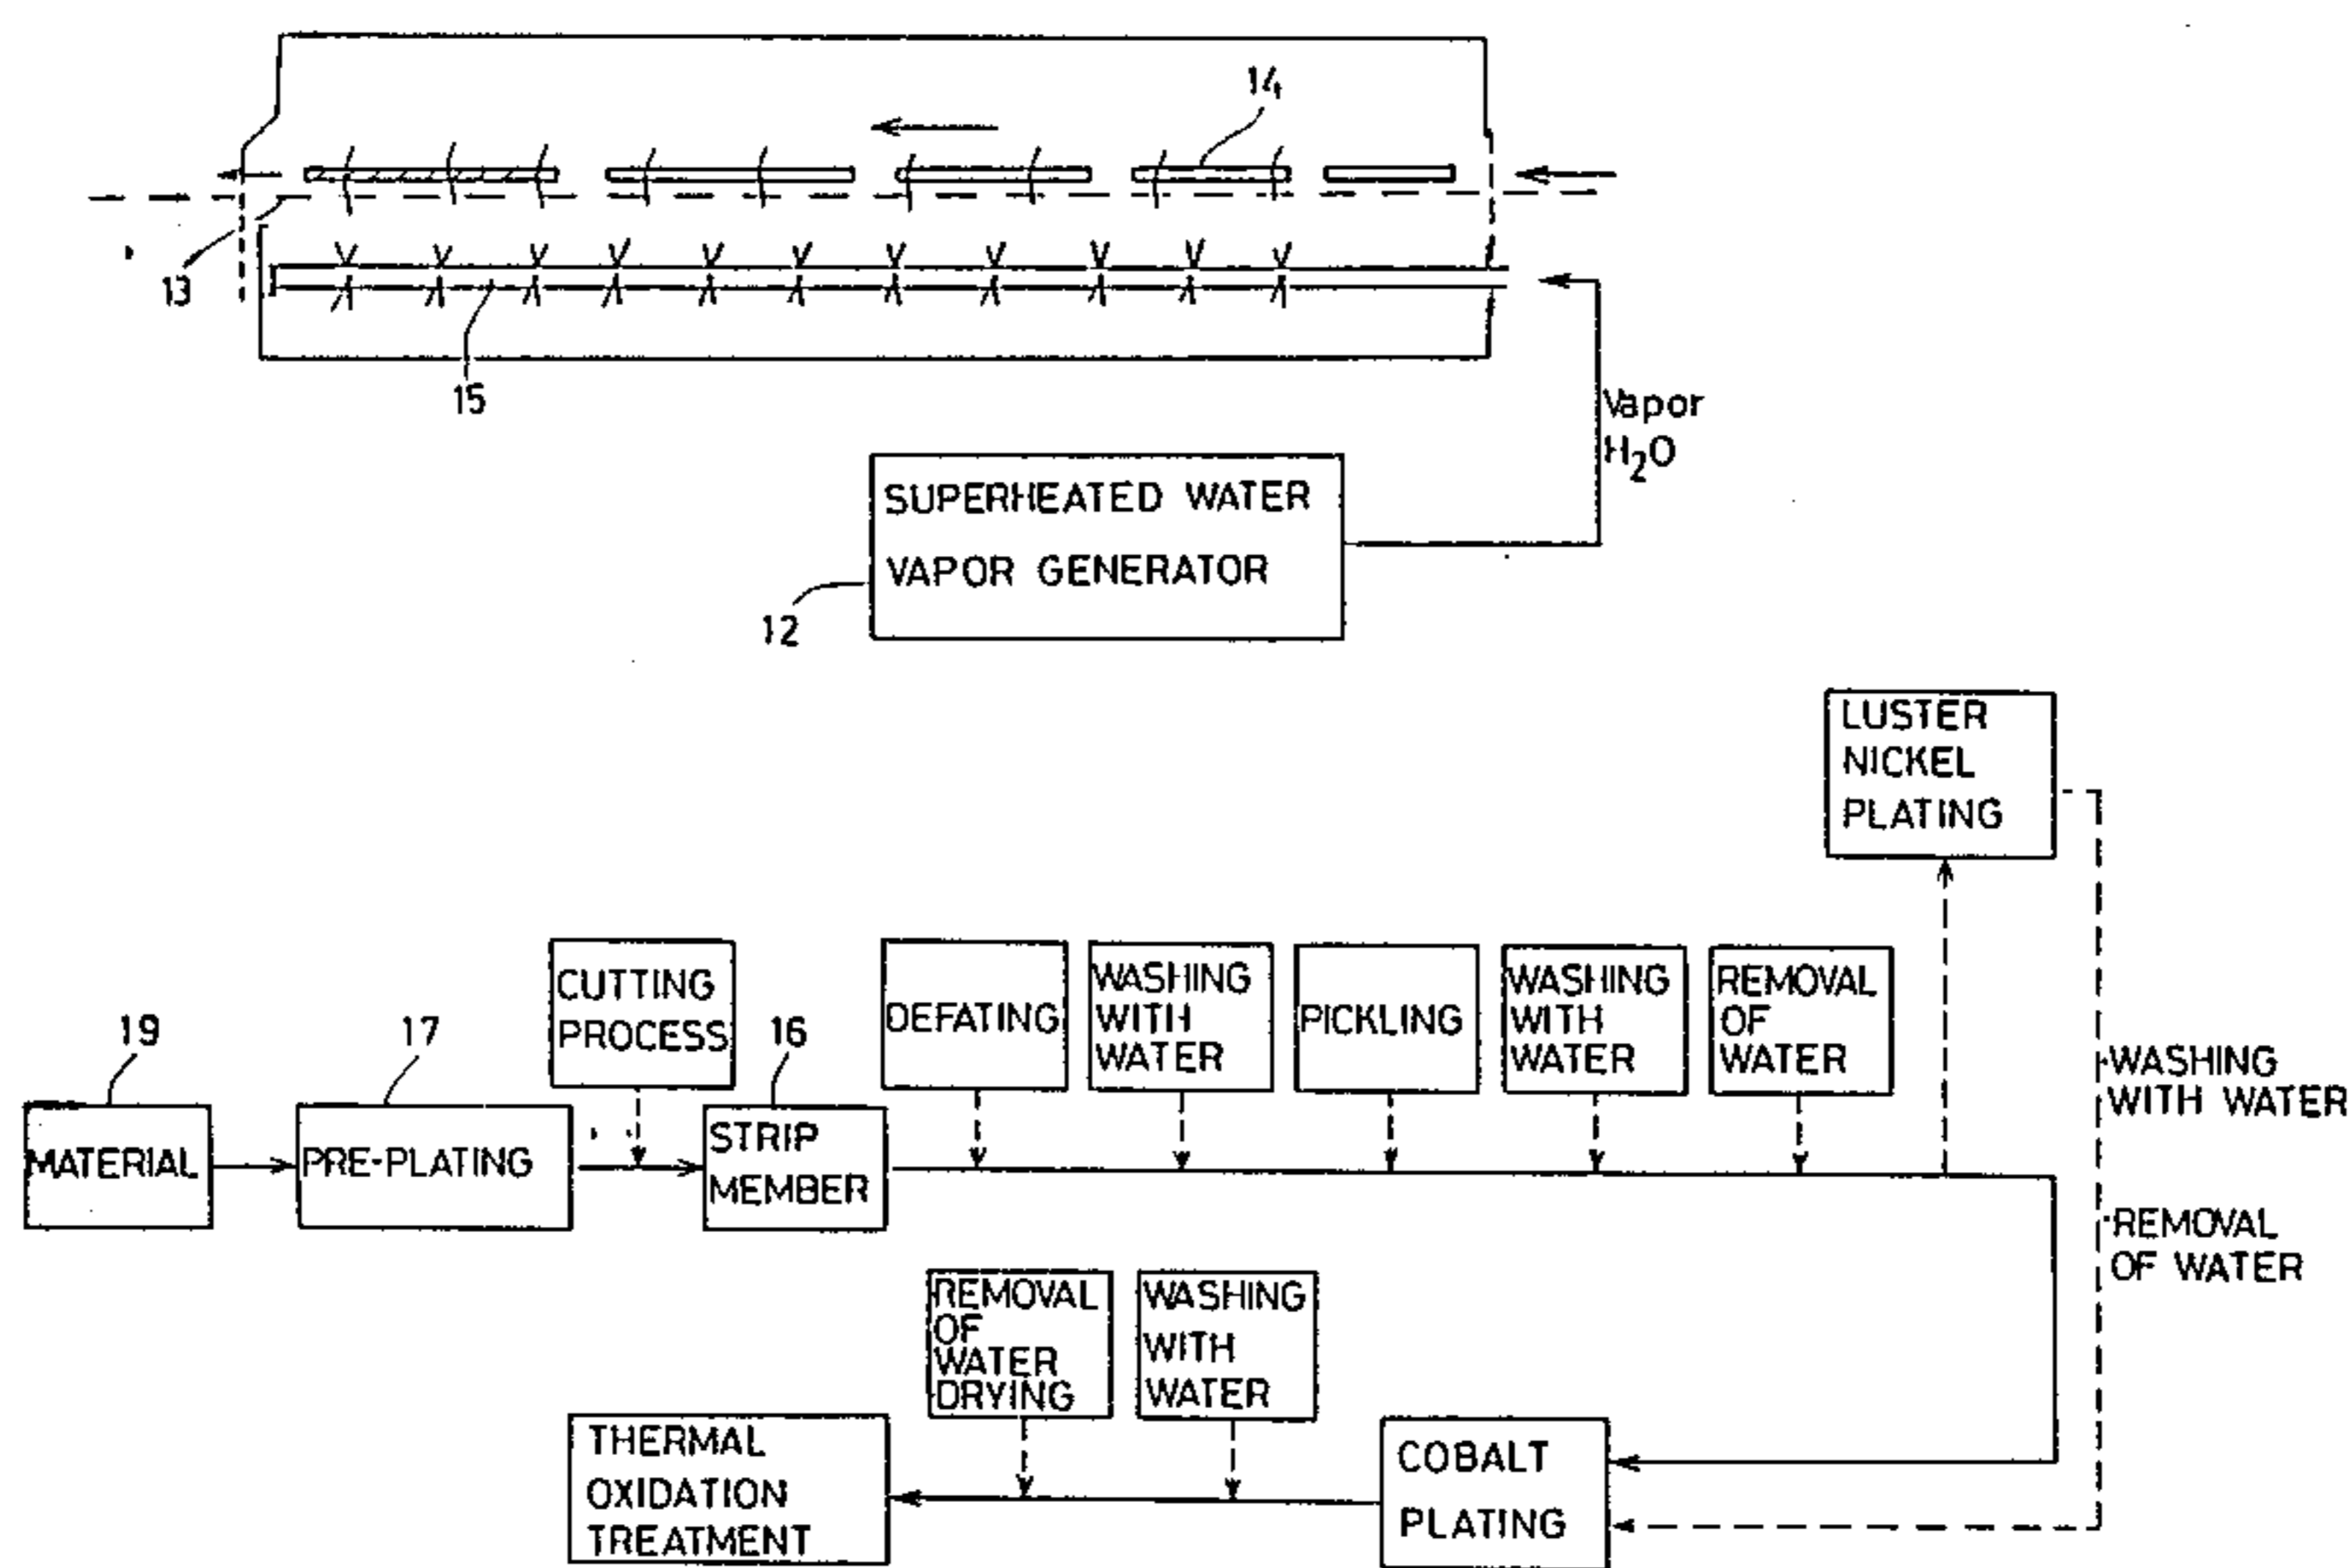 14
13
15
Vapor
H₂O
SUPERHEATED WATER
VAPOR GENERATOR
12
LUSTER
NICKEL
PLATING
CUTTING
PROCESS
DEFATING
WASHING
WITH
WATER
PICKLING
WASHING
WITH
WATER
REMOVAL
OF
WATER
19
17
16
MATERIAL
PRE-PLATING
STRIP
MEMBER
WASHING
WITH WATER
REMOVAL
OF WATER
REMOVAL
OF
WATER
DRYING
WASHING
WITH
WATER
THERMAL
OXIDATION
TREATMENT
COBALT
PLATING